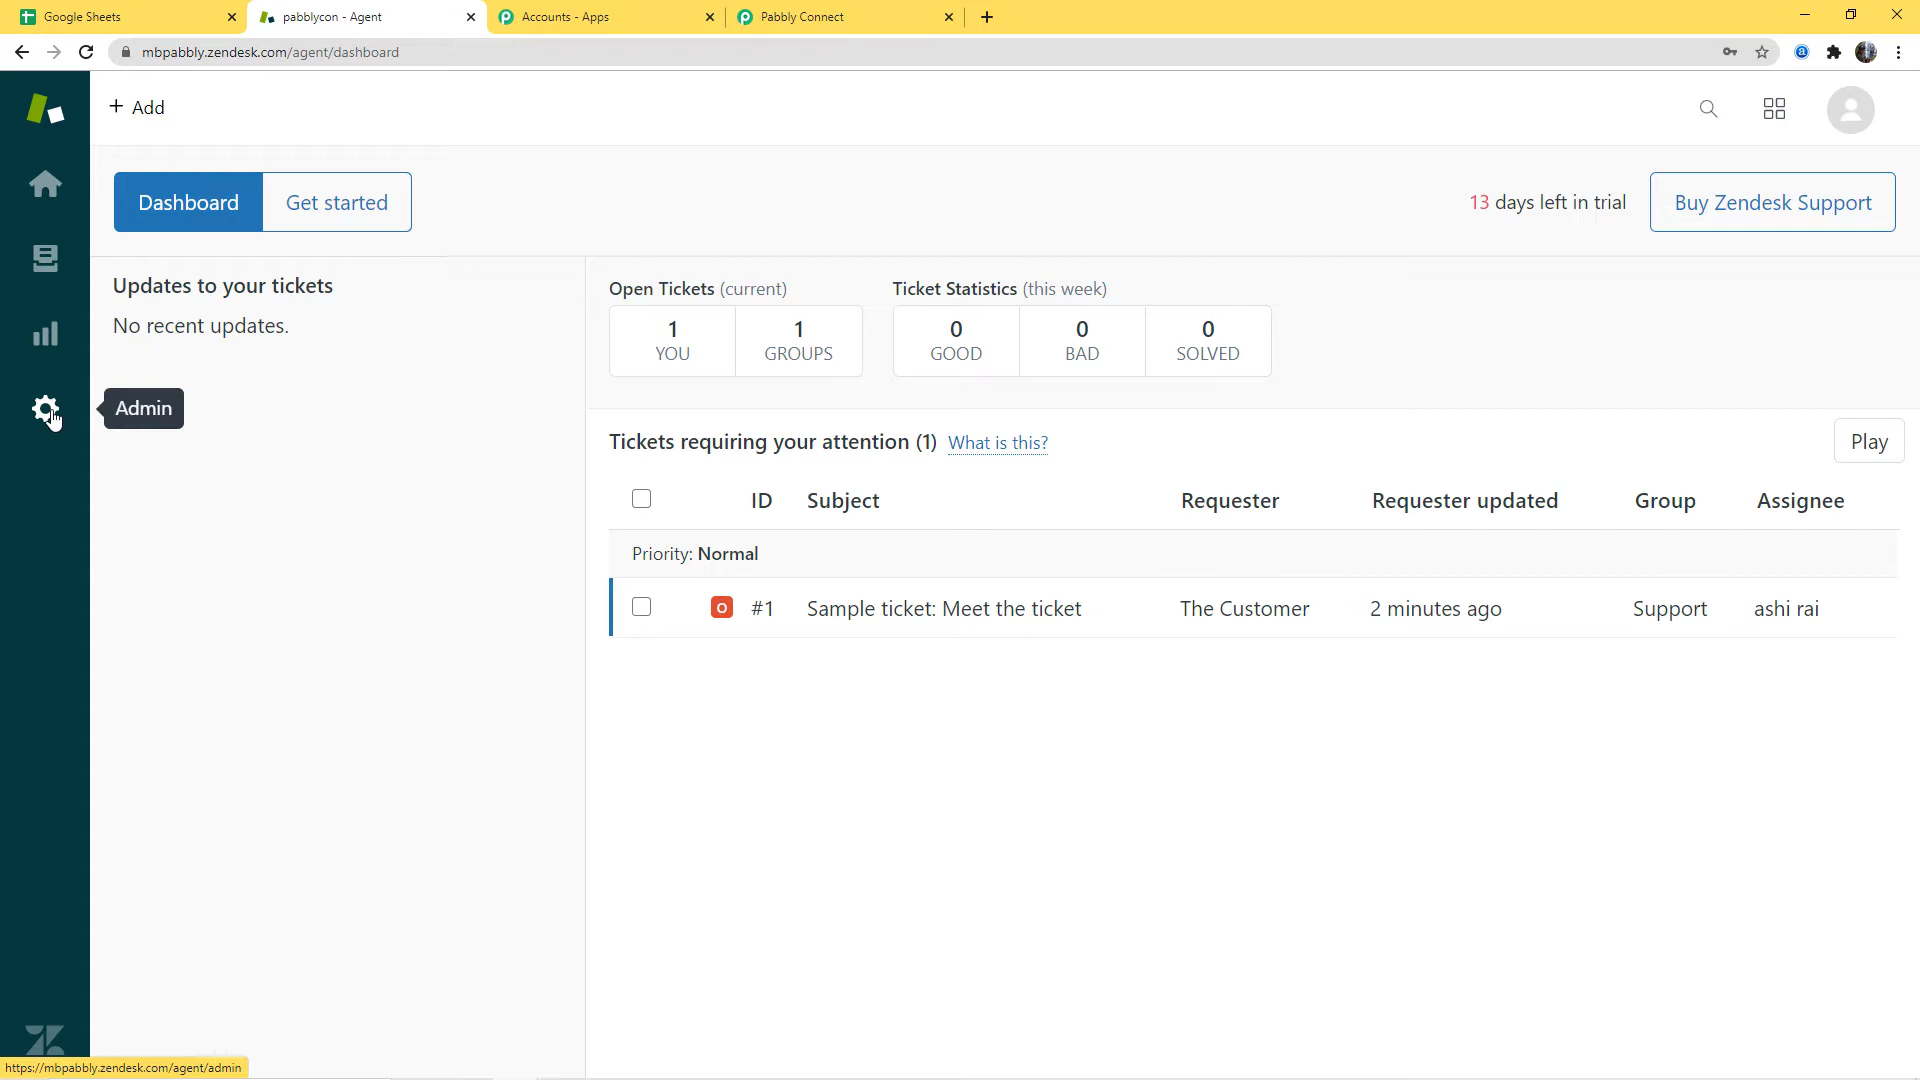 Google Sheets
pabblycon - Agent
Accounts - Apps
Pabbly Connect
mbpabbly.zendesk.com/agent/dashboard
+ Add
Dashboard
Get started
13 days left in trial
Buy Zendesk Support
Updates to your tickets
No recent updates.
Open Tickets (current)
1
YOU
1
GROUPS
Ticket Statistics (this week)
0
GOOD
0
BAD
0
SOLVED
Admin
Tickets requiring your attention (1) What is this?
Play
ID Subject Requester Requester updated Group Assignee
Priority: Normal
O #1 Sample ticket: Meet the ticket The Customer 2 minutes ago Support ashi rai
https://mbpabbly.zendesk.com/agent/admin